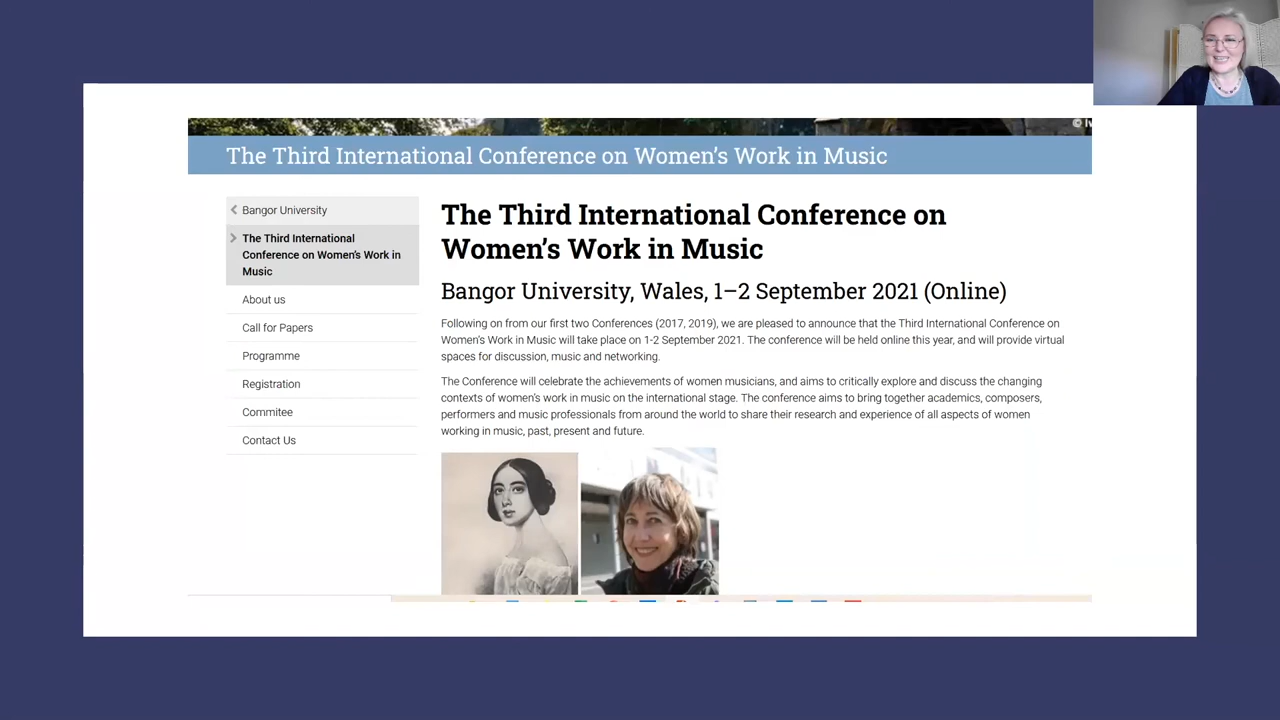 The Third International Conference on Women's Work in Music
Bangor University
The Third International
Conference on Women's Work in
Music
About us
Call for Papers
Programme
Registration
Commitee
Contact Us
The Third International Conference on
Women's Work in Music
Bangor University, Wales, 1–2 September 2021 (Online)
Following on from our first two Conferences (2017, 2019), we are pleased to announce that the Third International Conference on
Women's Work in Music will take place on 1-2 September 2021. The conference will be held online this year, and will provide virtual
spaces for discussion, music and networking.
The Conference will celebrate the achievements of women musicians, and aims to critically explore and discuss the changing
contexts of women's work in music on the international stage. The conference aims to bring together academics, composers,
performers and music professionals from around the world to share their research and experience of all aspects of women
working in music, past, present and future.